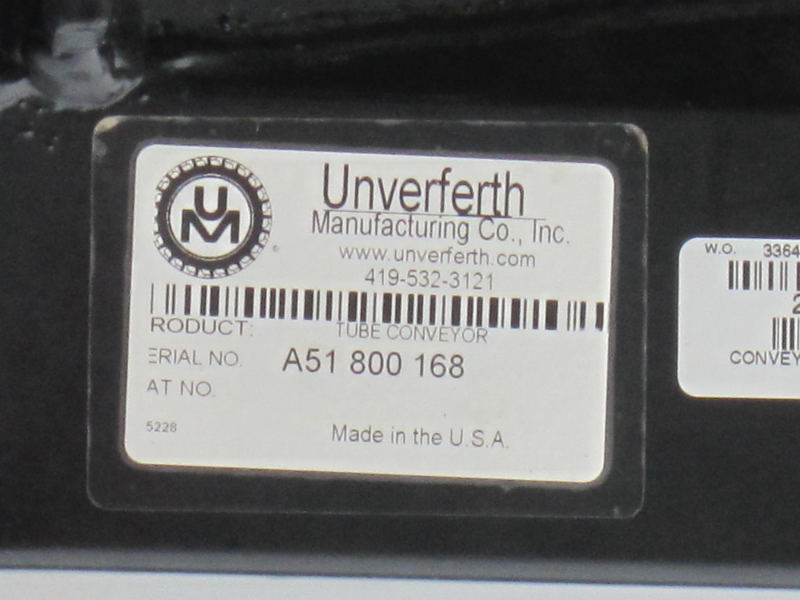 UM
Unverferth
Manufacturing Co., Inc.
www.unverferth.com
419-532-3121
RODUCT: TUBE CONVEYOR
ERIAL NO. A51 800 168
AT NO.
5228
Made in the U.S.A.
W.O. 3364
2
CONVEY